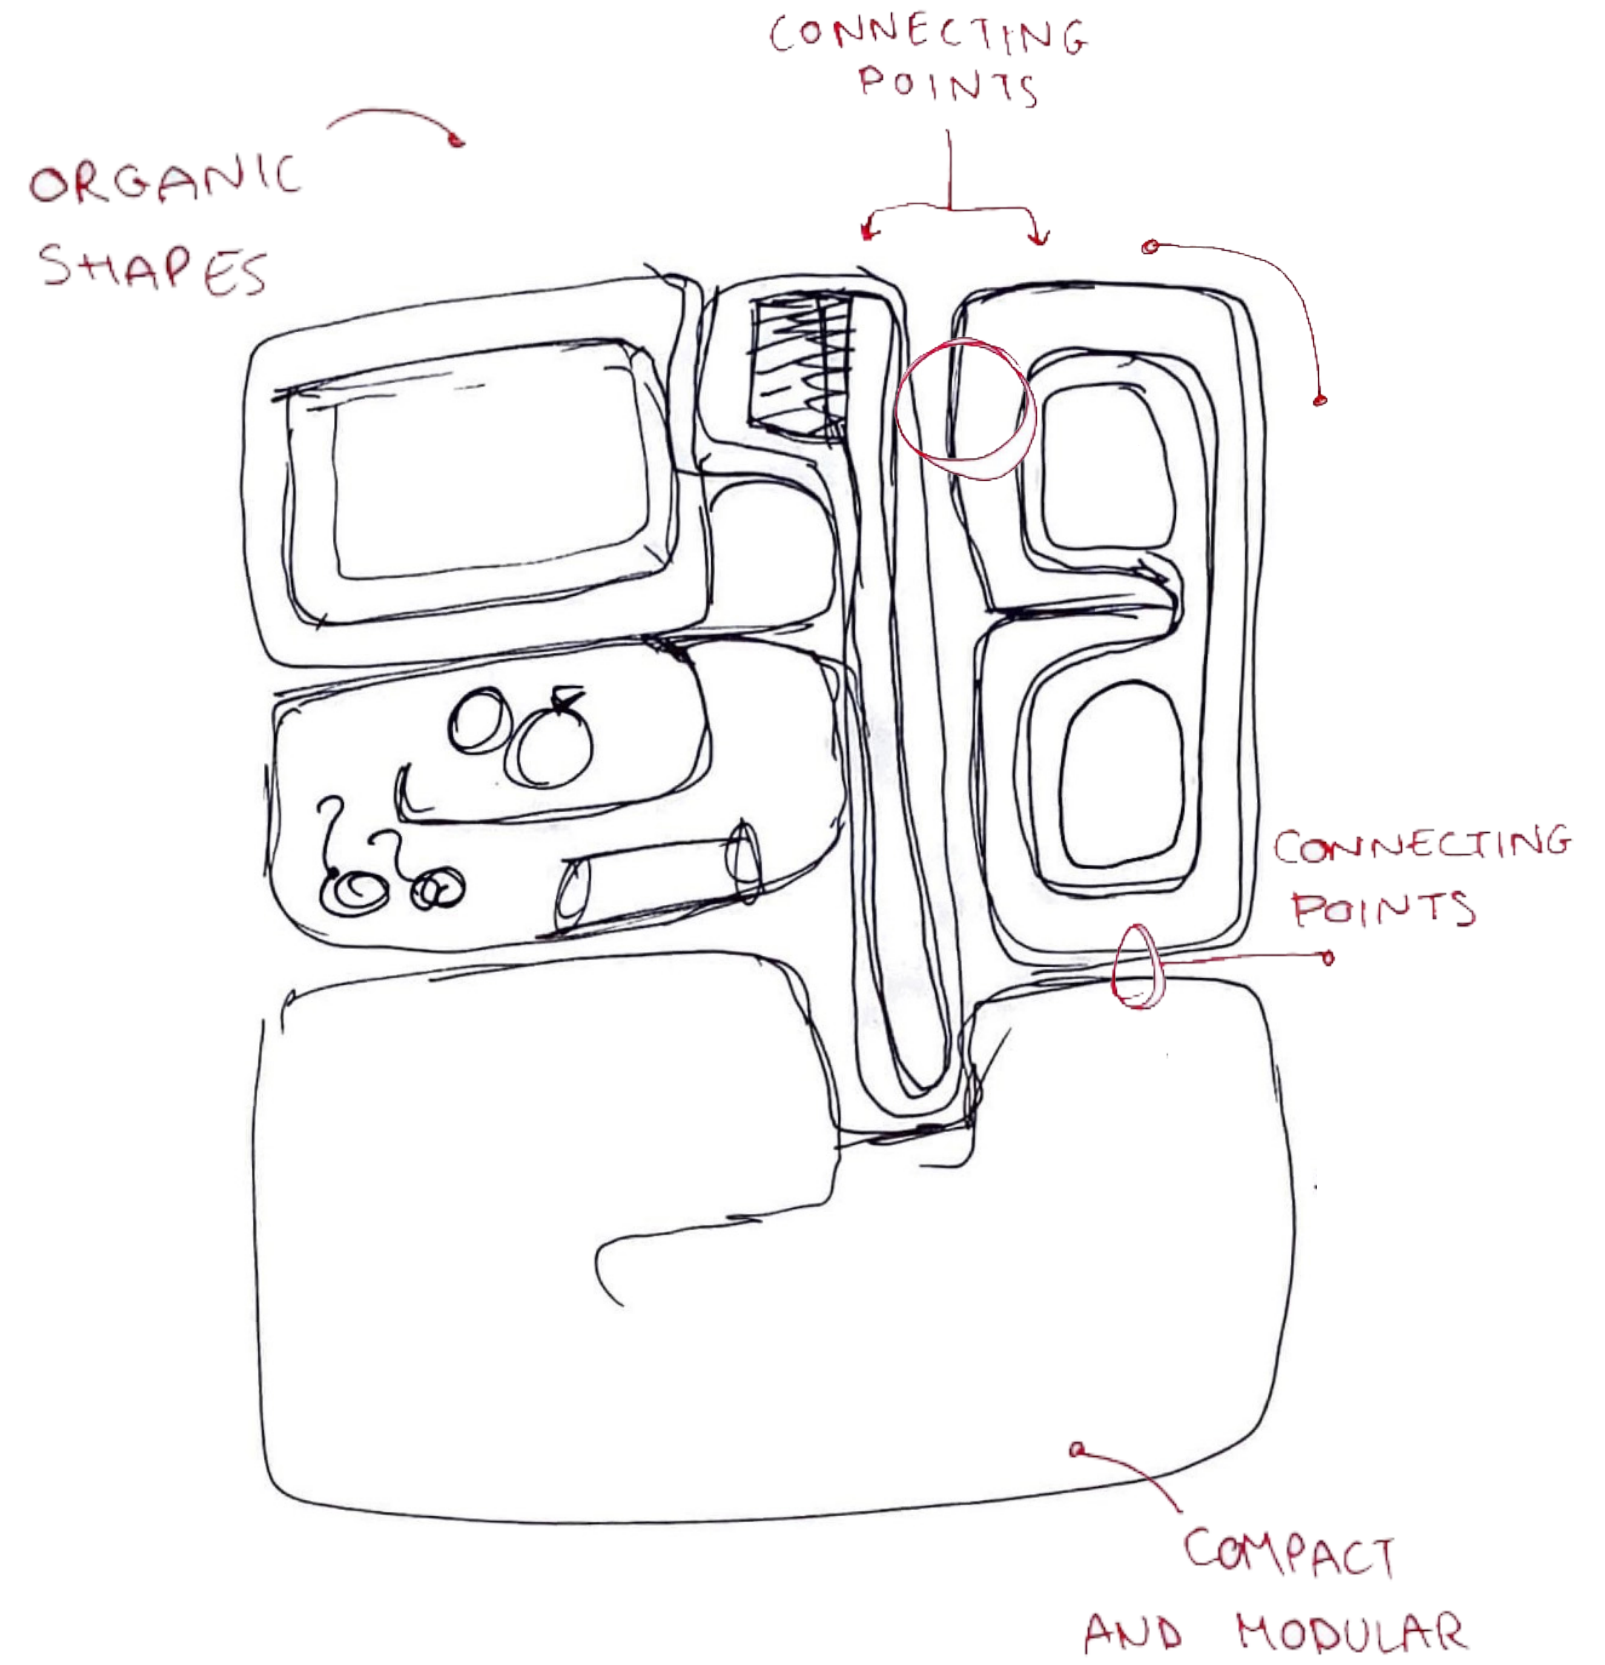 CONNECTING
POINTS
ORGANIC
SHAPES
CONNECTING
POINTS
COMPACT
AND MODULAR